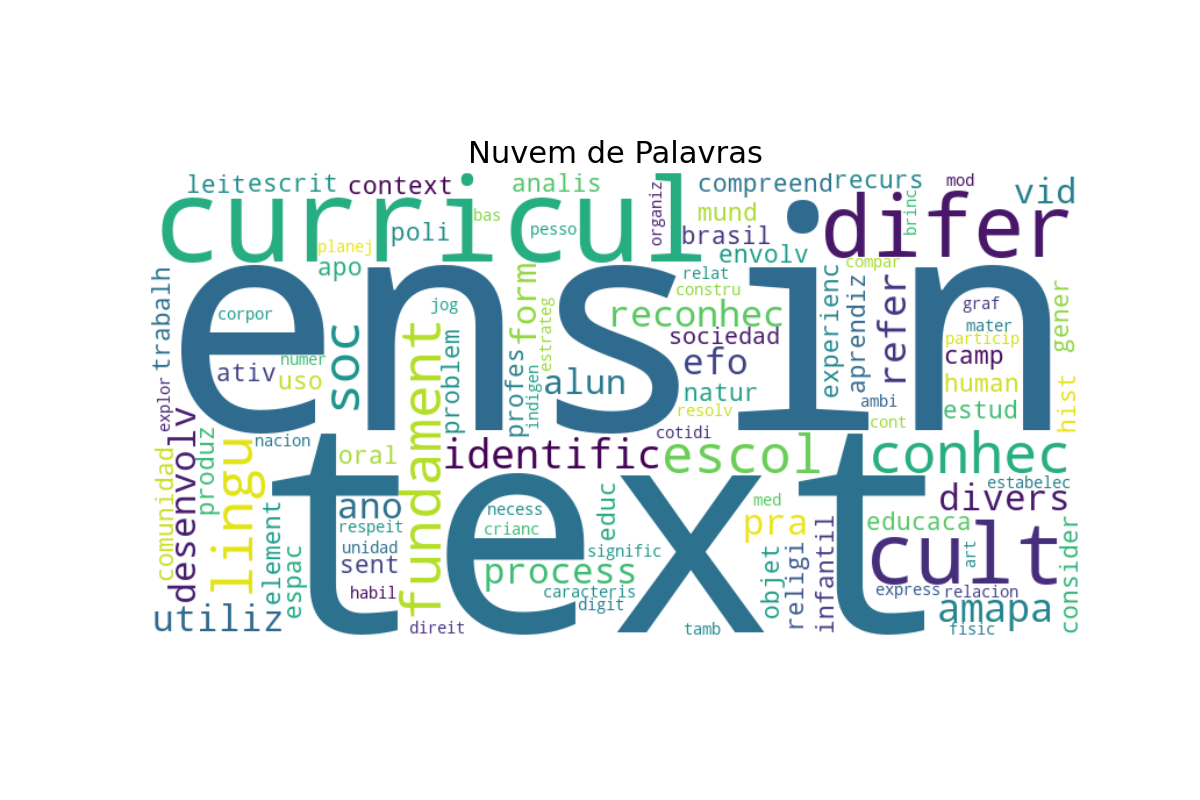 Nuvem de Palavras
leit
escrit
context
analis
compreend
recurs
mod
vid
curricul
difer
bas
pesso
organiz
mund
brasil
brinc
planej
poli
apo
envolv
compar
ensin
trabalh
corpor
jog
form
estrateg
relat
constru
reconhec
experienc
aprendiz
refer
graf
mater
particip
gener
soc
numer
ativ
uso
fundament
problem
profes
indigen
alun
sociedad
efo
natur
resolv
cotidi
ambi
cont
camp
human
estud
hist
explor
desenvolv
produz
lingu
nacion
oral
identific
escol
conhec
text
comunidad
ano
respeit
unidad
sent
habil
direit
element
espac
utiliz
necess
crianc
educ
signific
process
caracteris
digit
med
pra
tamb
objet
religi
infantil
educaca
divers
estabelec
cult
art
express
relacion
amapa
fisic
consider